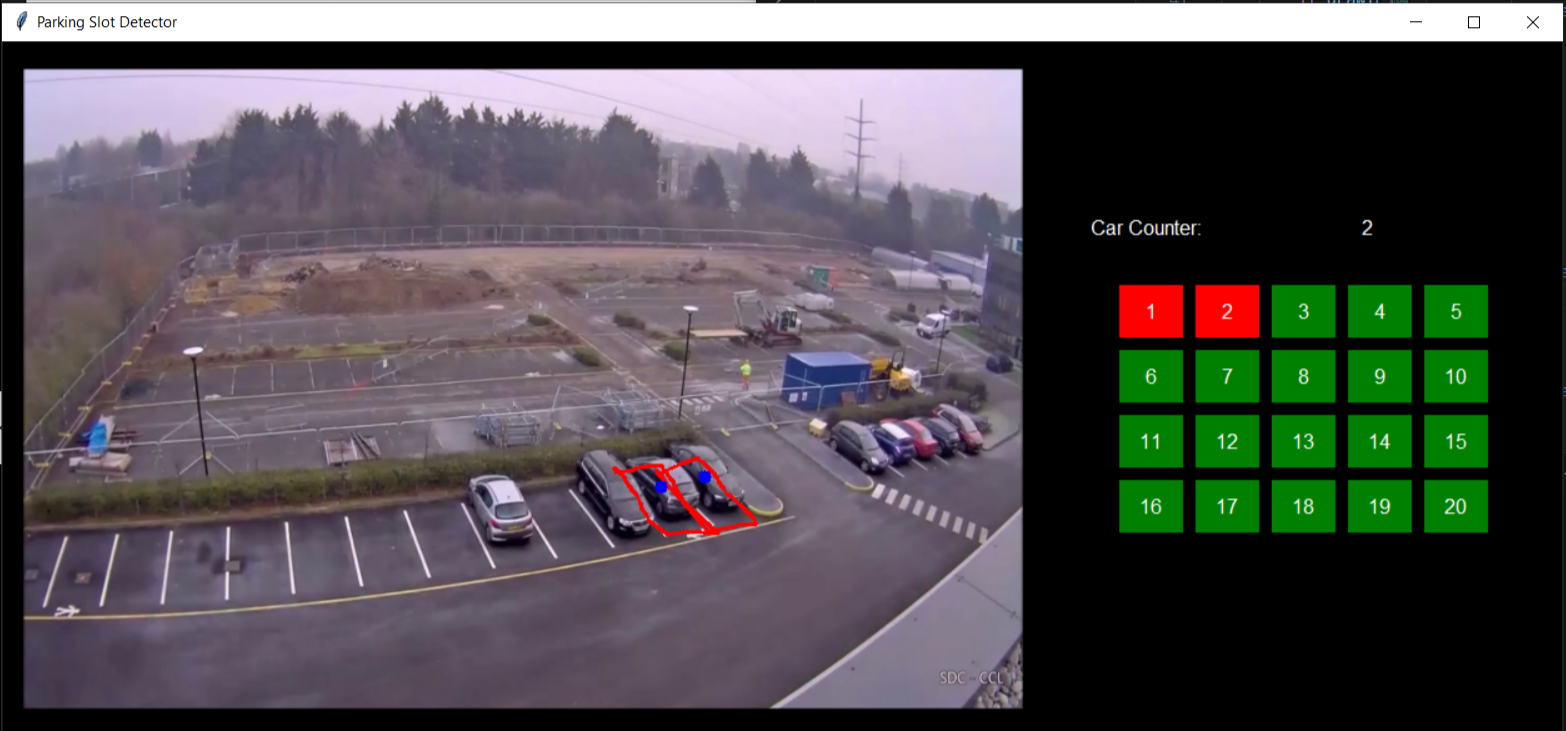 Parking Slot Detector
Car Counter: 2
1 2 3 4 5
6 7 8 9 10
11 12 13 14 15
16 17 18 19 20
SDC - CCL